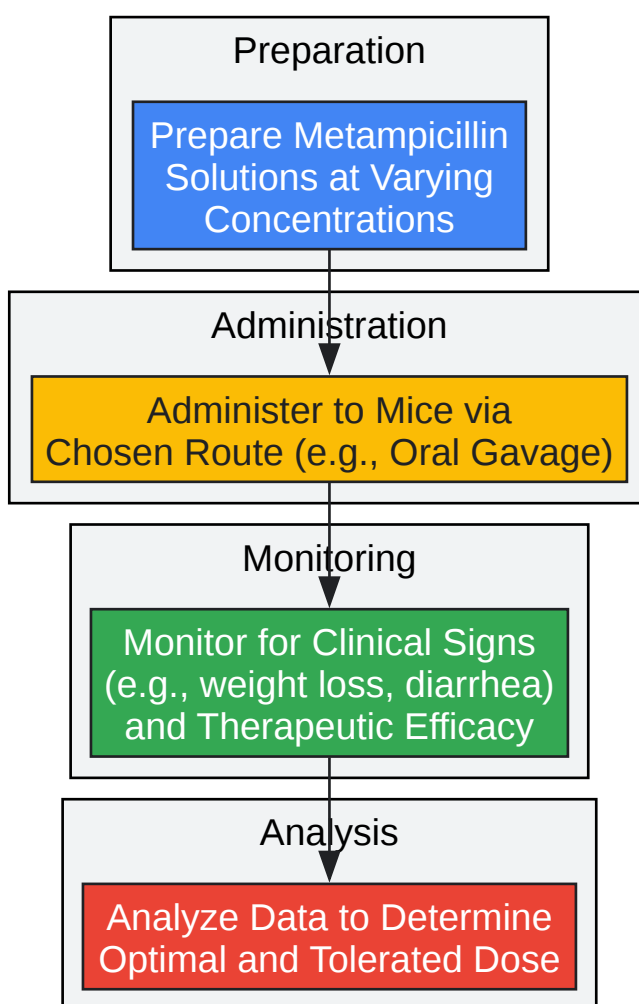 Preparation
Prepare Metampicillin
Solutions at Varying
Concentrations
Administration
Administer to Mice via
Chosen Route (e.g., Oral Gavage)
Monitoring
Monitor for Clinical Signs
(e.g., weight loss, diarrhea)
and Therapeutic Efficacy
Analysis
Analyze Data to Determine
Optimal and Tolerated Dose